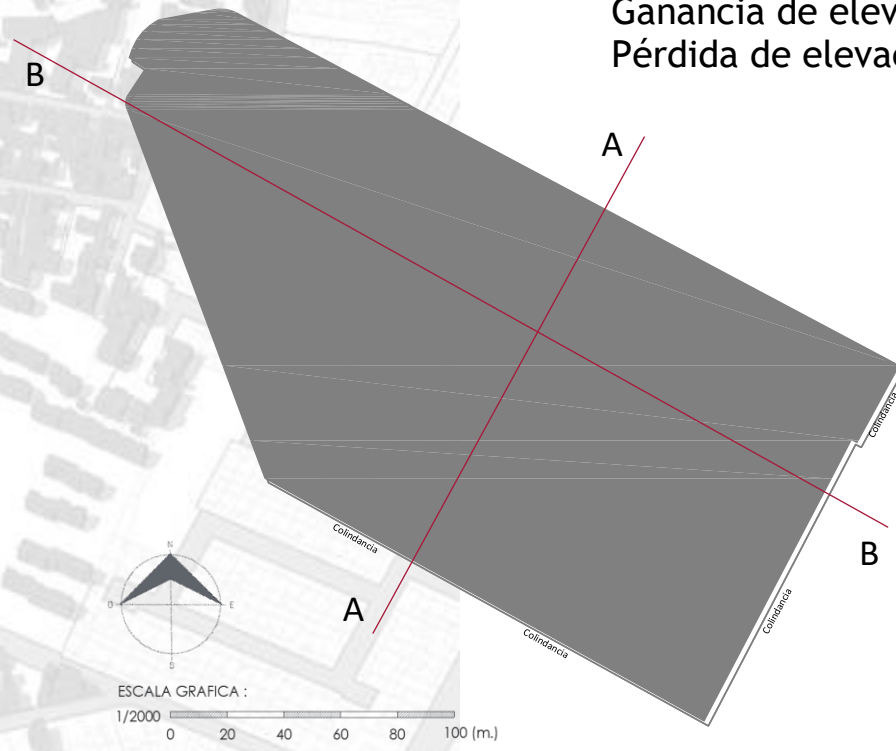 Ganancia de elev
Pérdida de eleva
B
A
Colindancia
Colindancia
B
A
Colindancia
Colindancia
N
O
E
S
ESCALA GRAFICA :
1/2000
0 20 40 60 80 100 (m.)